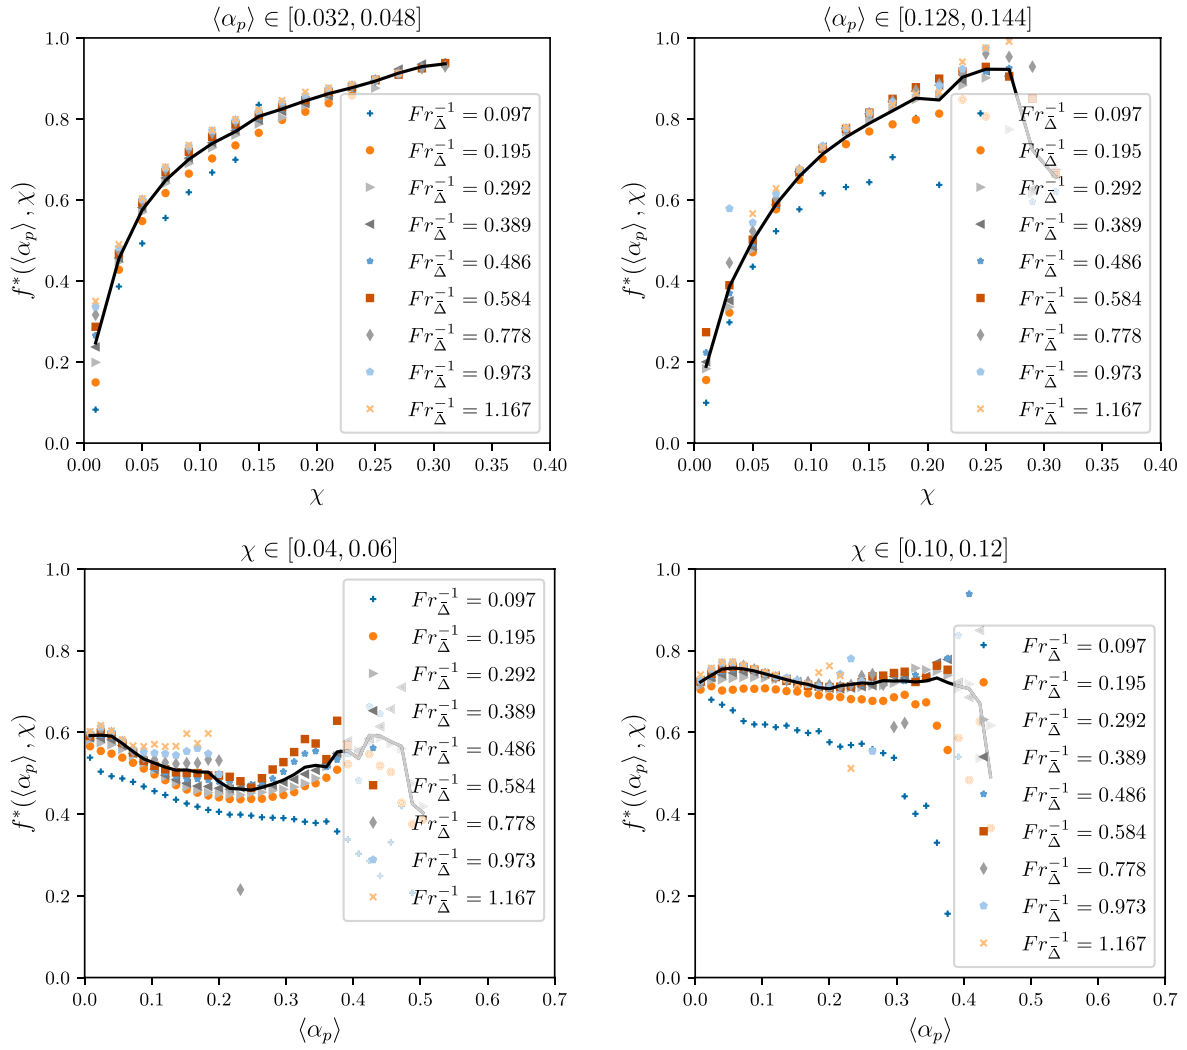 ⟨α_p⟩ ∈ [0.032, 0.048]
f*(⟨α_p⟩, χ)
1.0
0.8
0.6
0.4
0.2
0.0
Fr_Δ̄^{-1} = 0.097
Fr_Δ̄^{-1} = 0.195
Fr_Δ̄^{-1} = 0.292
Fr_Δ̄^{-1} = 0.389
Fr_Δ̄^{-1} = 0.486
Fr_Δ̄^{-1} = 0.584
Fr_Δ̄^{-1} = 0.778
Fr_Δ̄^{-1} = 0.973
Fr_Δ̄^{-1} = 1.167
0.00 0.05 0.10 0.15 0.20 0.25 0.30 0.35 0.40
χ
⟨α_p⟩ ∈ [0.128, 0.144]
f*(⟨α_p⟩, χ)
1.0
0.8
0.6
0.4
0.2
0.0
Fr_Δ̄^{-1} = 0.097
Fr_Δ̄^{-1} = 0.195
Fr_Δ̄^{-1} = 0.292
Fr_Δ̄^{-1} = 0.389
Fr_Δ̄^{-1} = 0.486
Fr_Δ̄^{-1} = 0.584
Fr_Δ̄^{-1} = 0.778
Fr_Δ̄^{-1} = 0.973
Fr_Δ̄^{-1} = 1.167
0.00 0.05 0.10 0.15 0.20 0.25 0.30 0.35 0.40
χ
χ ∈ [0.04, 0.06]
f*(⟨α_p⟩, χ)
1.0
0.8
0.6
0.4
0.2
0.0
Fr_Δ̄^{-1} = 0.097
Fr_Δ̄^{-1} = 0.195
Fr_Δ̄^{-1} = 0.292
Fr_Δ̄^{-1} = 0.389
Fr_Δ̄^{-1} = 0.486
Fr_Δ̄^{-1} = 0.584
Fr_Δ̄^{-1} = 0.778
Fr_Δ̄^{-1} = 0.973
Fr_Δ̄^{-1} = 1.167
0.0 0.1 0.2 0.3 0.4 0.5 0.6 0.7
⟨α_p⟩
χ ∈ [0.10, 0.12]
f*(⟨α_p⟩, χ)
1.0
0.8
0.6
0.4
0.2
0.0
Fr_Δ̄^{-1} = 0.097
Fr_Δ̄^{-1} = 0.195
Fr_Δ̄^{-1} = 0.292
Fr_Δ̄^{-1} = 0.389
Fr_Δ̄^{-1} = 0.486
Fr_Δ̄^{-1} = 0.584
Fr_Δ̄^{-1} = 0.778
Fr_Δ̄^{-1} = 0.973
Fr_Δ̄^{-1} = 1.167
0.0 0.1 0.2 0.3 0.4 0.5 0.6 0.7
⟨α_p⟩